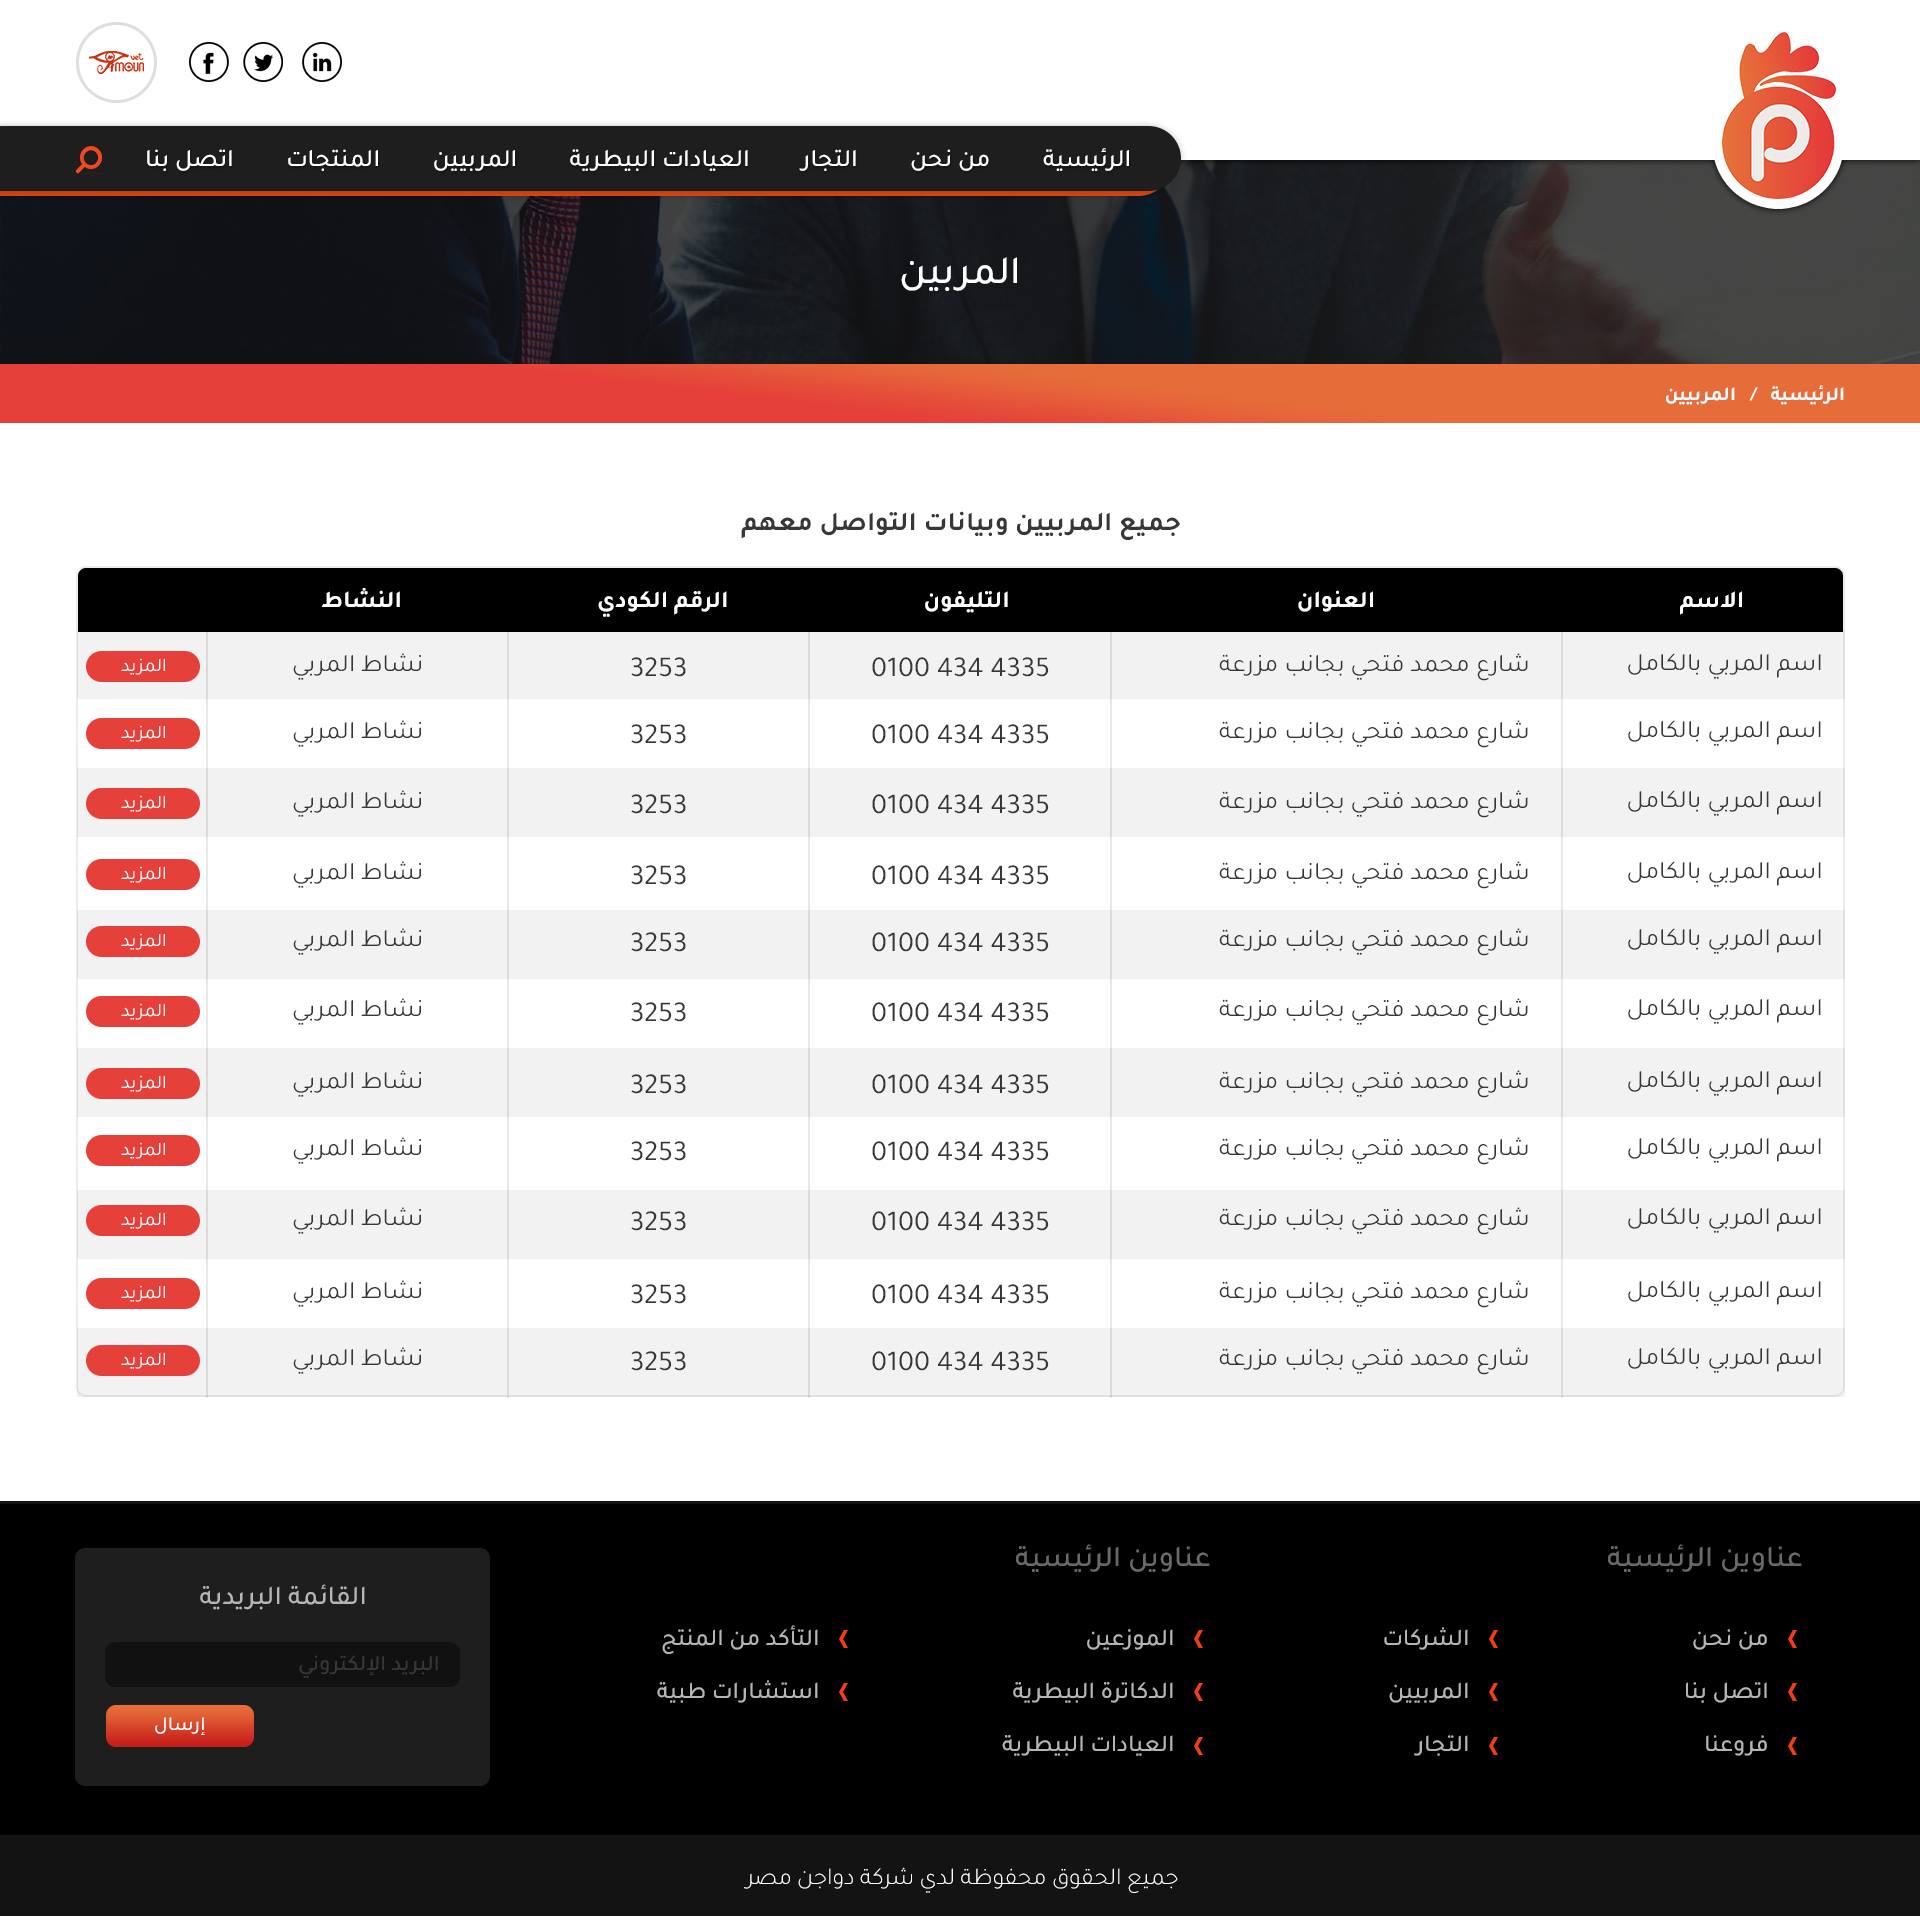 vet
Amoun
f
in
P
الرئيسية من نحن التجار العيادات البيطرية المربيين المنتجات اتصل بنا
المربين
الرئيسية / المربيين
جميع المربيين وبيانات التواصل معهم
الاسم العنوان التليفون الرقم الكودي النشاط
اسم المربي بالكامل شارع محمد فتحي بجانب مزرعة 0100 434 4335 3253 نشاط المربي المزيد
اسم المربي بالكامل شارع محمد فتحي بجانب مزرعة 0100 434 4335 3253 نشاط المربي المزيد
اسم المربي بالكامل شارع محمد فتحي بجانب مزرعة 0100 434 4335 3253 نشاط المربي المزيد
اسم المربي بالكامل شارع محمد فتحي بجانب مزرعة 0100 434 4335 3253 نشاط المربي المزيد
اسم المربي بالكامل شارع محمد فتحي بجانب مزرعة 0100 434 4335 3253 نشاط المربي المزيد
اسم المربي بالكامل شارع محمد فتحي بجانب مزرعة 0100 434 4335 3253 نشاط المربي المزيد
اسم المربي بالكامل شارع محمد فتحي بجانب مزرعة 0100 434 4335 3253 نشاط المربي المزيد
اسم المربي بالكامل شارع محمد فتحي بجانب مزرعة 0100 434 4335 3253 نشاط المربي المزيد
اسم المربي بالكامل شارع محمد فتحي بجانب مزرعة 0100 434 4335 3253 نشاط المربي المزيد
اسم المربي بالكامل شارع محمد فتحي بجانب مزرعة 0100 434 4335 3253 نشاط المربي المزيد
اسم المربي بالكامل شارع محمد فتحي بجانب مزرعة 0100 434 4335 3253 نشاط المربي المزيد
عناوين الرئيسية
من نحن
اتصل بنا
فروعنا
الشركات
المربيين
التجار
عناوين الرئيسية
الموزعين
الدكاترة البيطرية
العيادات البيطرية
التأكد من المنتج
استشارات طبية
القائمة البريدية
البريد الإلكتروني
إرسال
جميع الحقوق محفوظة لدي شركة دواجن مصر